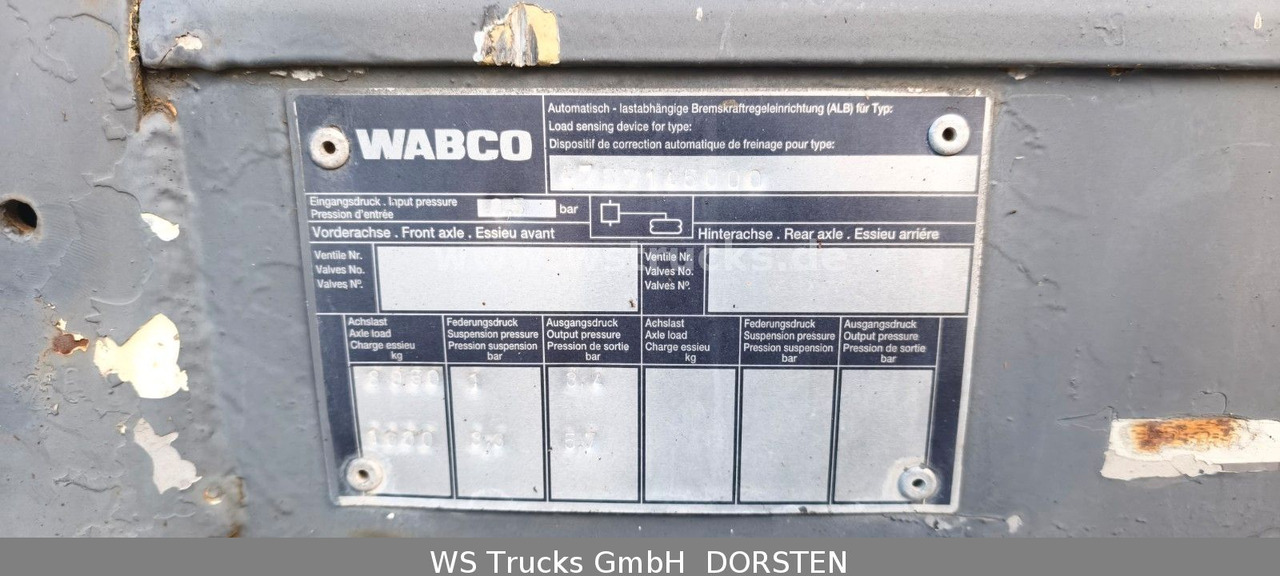 WABCO
Automatisch - lastabhängige Bremskraftregeleinrichtung (ALB) für Typ:
Load sensing device for type:
Dispositif de correction automatique de freinage pour type:
Eingangsdruck . Input pressure
Pression d'entrée
bar
Vorderachse . Front axle . Essieu avant
Hinterachse . Rear axle . Essieu arriére
Ventile Nr.
Valves No.
Valves Nº.
Ventile Nr.
Valves No.
Valves Nº.
Achslast
Axle load
Charge essieu
kg
Federungsdruck
Suspension pressure
Pression suspension
bar
Ausgangsdruck
Output pressure
Pression de sortie
bar
Achslast
Axle load
Charge essieu
kg
Federungsdruck
Suspension pressure
Pression suspension
bar
Ausgangsdruck
Output pressure
Pression de sortie
bar
1
WS Trucks GmbH DORSTEN